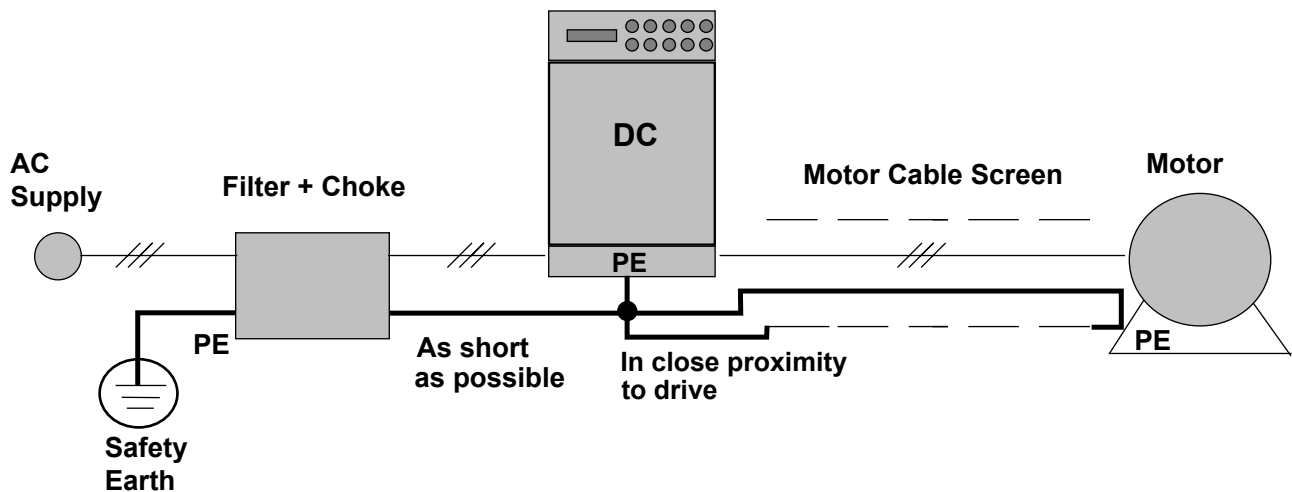 DC
AC
Supply
Filter + Choke
Motor Cable Screen
Motor
PE
PE
As short
as possible
In close proximity
to drive
PE
Safety
Earth